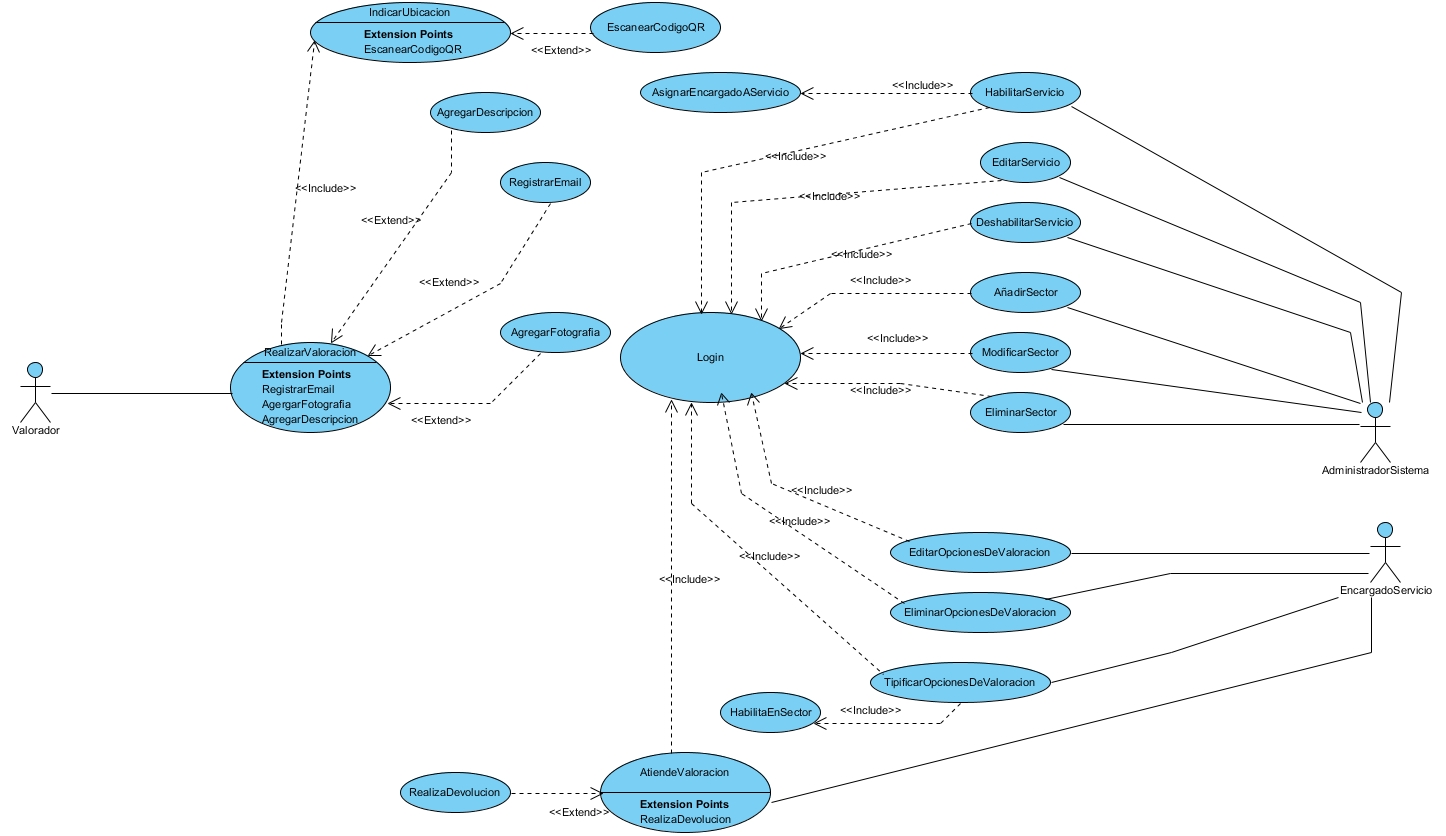 IndicarUbicacion
Extension Points
EscanearCodigoQR
EscanearCodigoQR
<<Extend>>
AgregarDescripcion
AsignarEncargadoAServicio
<<Include>>
HabilitarServicio
<<Include>>
EditarServicio
RegistrarEmail
<<Include>>
<<Include>>
<<Extend>>
DeshabilitarServicio
<<Include>>
<<Extend>>
<<Include>>
AñadirSector
AgregarFotografia
<<Include>>
ModificarSector
Login
RealizarValoracion
Extension Points
RegistrarEmail
AgergarFotografia
AgregarDescripcion
<<Include>>
EliminarSector
<<Extend>>
Valorador
AdministradorSistema
<<Include>>
<<Include>>
EditarOpcionesDeValoracion
<<Include>>
<<Include>>
EncargadoServicio
EliminarOpcionesDeValoracion
TipificarOpcionesDeValoracion
HabilitaEnSector
<<Include>>
AtiendeValoracion
Extension Points
RealizaDevolucion
RealizaDevolucion
<<Extend>>